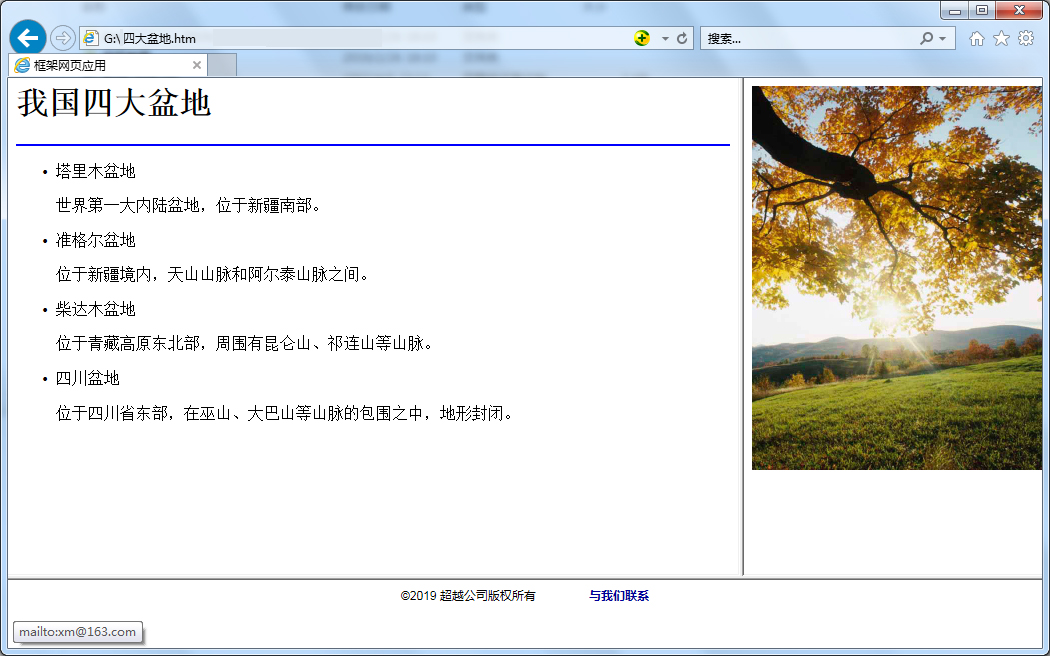 G:\ 四大盆地.htm
搜索...
框架网页应用
我国四大盆地
• 塔里木盆地
世界第一大内陆盆地，位于新疆南部。
• 准格尔盆地
位于新疆境内，天山山脉和阿尔泰山脉之间。
• 柴达木盆地
位于青藏高原东北部，周围有昆仑山、祁连山等山脉。
• 四川盆地
位于四川省东部，在巫山、大巴山等山脉的包围之中，地形封闭。
©2019 超越公司版权所有 与我们联系
mailto:xm@163.com